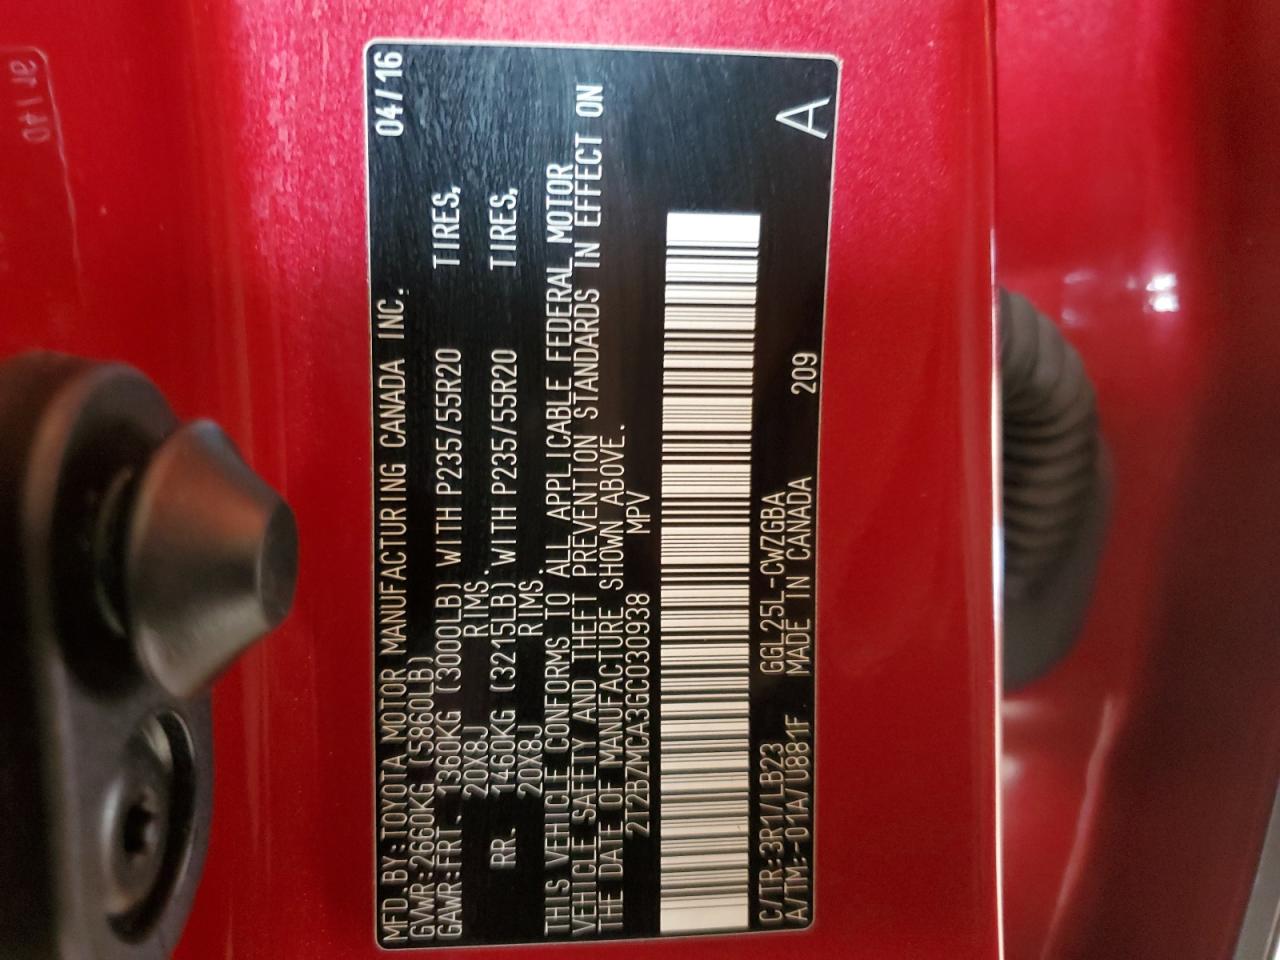 MFD.BY:TOYOTA MOTOR MANUFACTURING CANADA INC. 04/16
GVWR:2660KG (5860LB)
GAWR:FRT. 1360KG (3000LB) WITH P235/55R20 TIRES,
20X8J RIMS.
RR. 1460KG (3215LB) WITH P235/55R20 TIRES,
20X8J RIMS.
THIS VEHICLE CONFORMS TO ALL APPLICABLE FEDERAL MOTOR
VEHICLE SAFETY AND THEFT PREVENTION STANDARDS IN EFFECT ON
THE DATE OF MANUFACTURE SHOWN ABOVE.
2T2BZMCA3GC030938 MPV
C/TR:3R1/LB23 GGL25L-CWZGBA
A/TM:-01A/U881F MADE IN CANADA 209 A